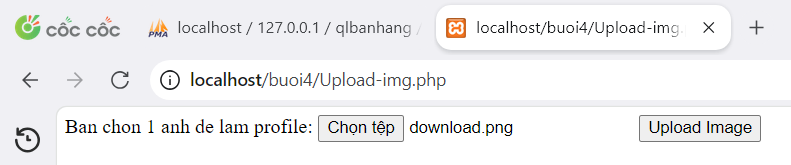 cốc cốc
PMA localhost / 127.0.0.1 / qlbanhang /
localhost/buoi4/Upload-img.
localhost/buoi4/Upload-img.php
Ban chon 1 anh de lam profile: Chọn tệp download.png Upload Image